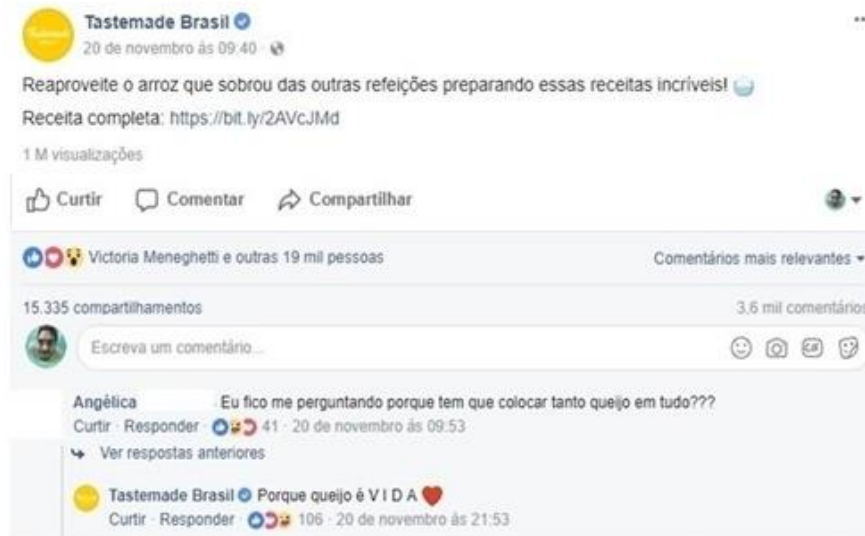 Tastemade Brasil
20 de novembro às 09:40
Reaproveite o arroz que sobrou das outras refeições preparando essas receitas incríveis!
Receita completa: https://bit.ly/2AVcJMd
1 M visualizações
Curtir Comentar Compartilhar
Victoria Meneghetti e outras 19 mil pessoas Comentários mais relevantes
15.335 compartilhamentos 3,6 mil comentários
Escreva um comentário...
GIF
Angélica Eu fico me perguntando porque tem que colocar tanto queijo em tudo???
Curtir · Responder · 41 · 20 de novembro às 09:53
Ver respostas anteriores
Tastemade Brasil Porque queijo é V I D A
Curtir · Responder · 106 · 20 de novembro às 21:53